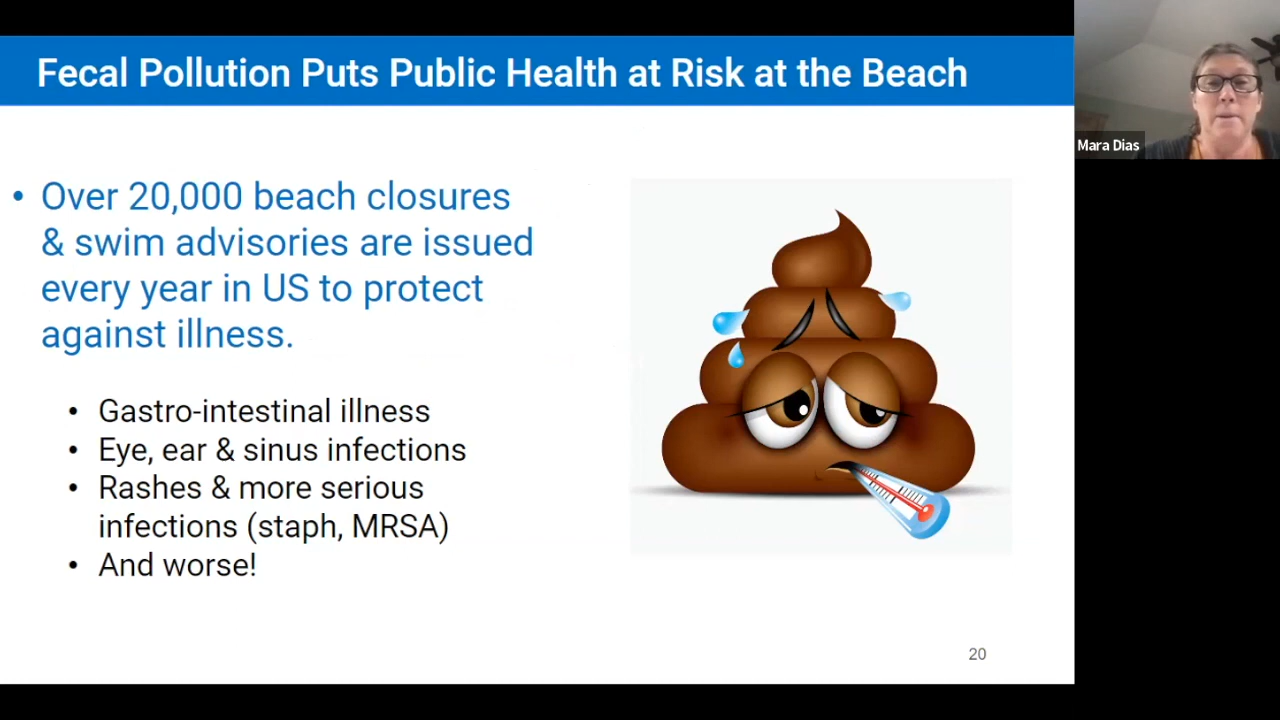 Fecal Pollution Puts Public Health at Risk at the Beach
Mara Dias
• Over 20,000 beach closures
& swim advisories are issued
every year in US to protect
against illness.
• Gastro-intestinal illness
• Eye, ear & sinus infections
• Rashes & more serious
infections (staph, MRSA)
• And worse!
20